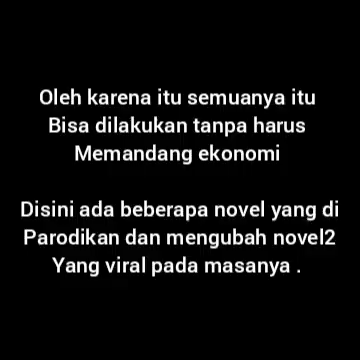 Oleh karena itu semuanya itu
Bisa dilakukan tanpa harus
Memandang ekonomi
Disini ada beberapa novel yang di
Parodikan dan mengubah novel2
Yang viral pada masanya .